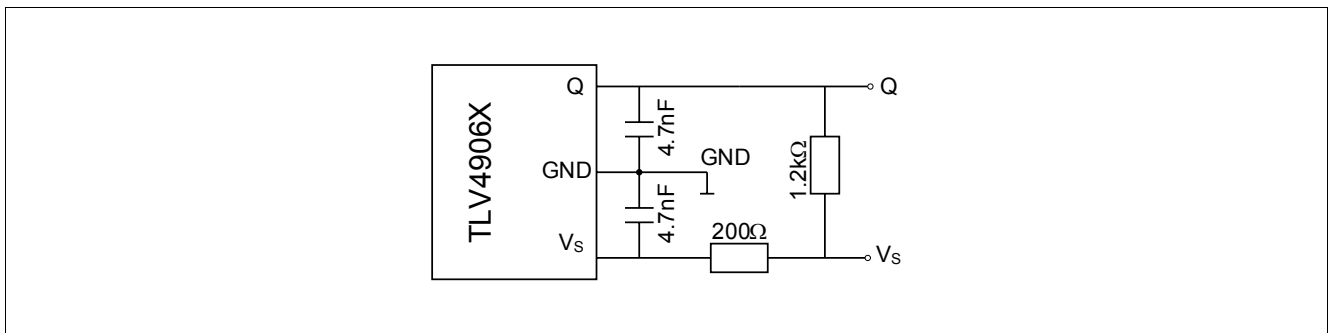 TLV4906X
Q
GND
VS
4.7nF
4.7nF
GND
200Ω
1.2kΩ
Q
VS